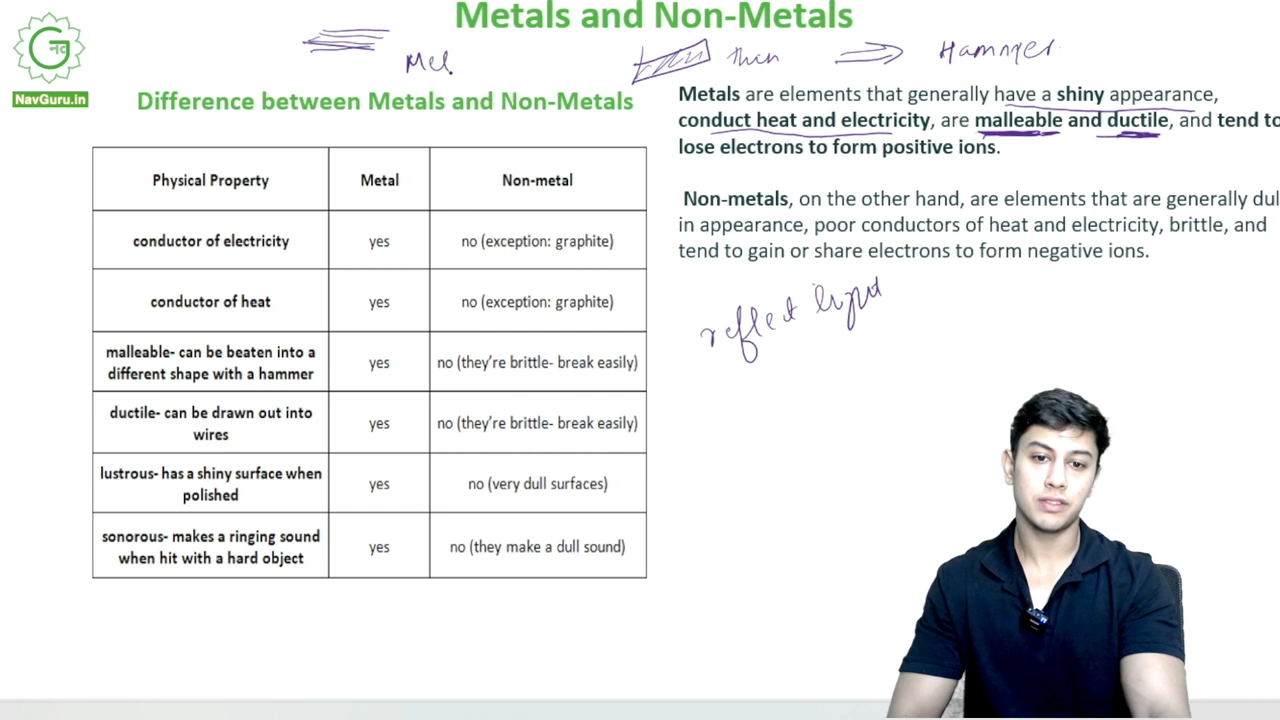 Metals and Non-Metals
नव
NavGuru.in
thin
Hammer
Difference between Metals and Non-Metals
Physical Property Metal Non-metal
conductor of electricity yes no (exception: graphite)
conductor of heat yes no (exception: graphite)
malleable- can be beaten into a
different shape with a hammer yes no (they're brittle- break easily)
ductile- can be drawn out into
wires yes no (they're brittle- break easily)
lustrous- has a shiny surface when
polished yes no (very dull surfaces)
sonorous- makes a ringing sound
when hit with a hard object yes no (they make a dull sound)
Metals are elements that generally have a shiny appearance,
conduct heat and electricity, are malleable and ductile, and tend to
lose electrons to form positive ions.
Non-metals, on the other hand, are elements that are generally dul
in appearance, poor conductors of heat and electricity, brittle, and
tend to gain or share electrons to form negative ions.
reflect light